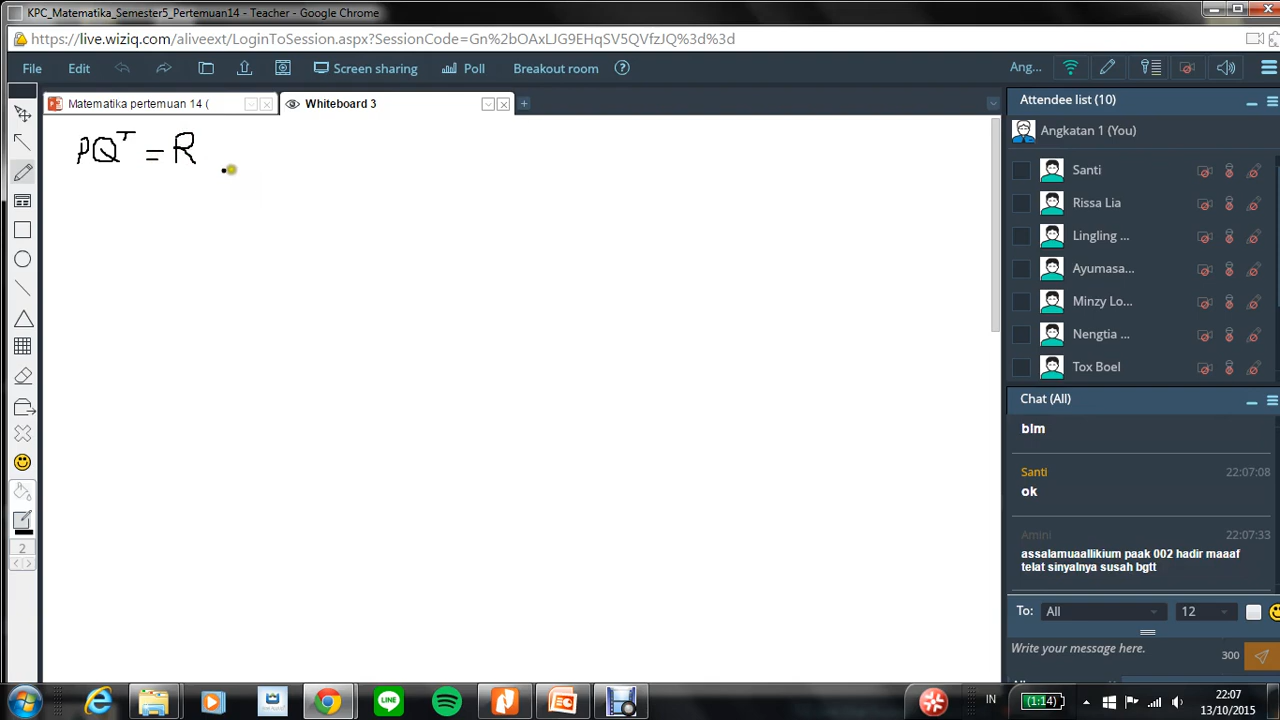 KPC_Matematika_Semester5_Pertemuan14 - Teacher - Google Chrome
https://live.wiziq.com/aliveext/LoginToSession.aspx?SessionCode=Gn%2bOAxLJG9EHqSV5QVfzJQ%3d%3d
File Edit Screen sharing Poll Breakout room ? Ang...
Matematika pertemuan 14 ( Whiteboard 3 +
PQᵀ = R
Attendee list (10)
Angkatan 1 (You)
Santi
Rissa Lia
Lingling ...
Ayumasa...
Minzy Lo...
Nengtia ...
Tox Boel
Chat (All)
blm
Santi 22:07:08
ok
Amini 22:07:33
assalamuaallikium paak 002 hadir maaaf
telat sinyalnya susah bgtt
To: All 12
Write your message here. 300
2
IN (1:14) 22:07
13/10/2015